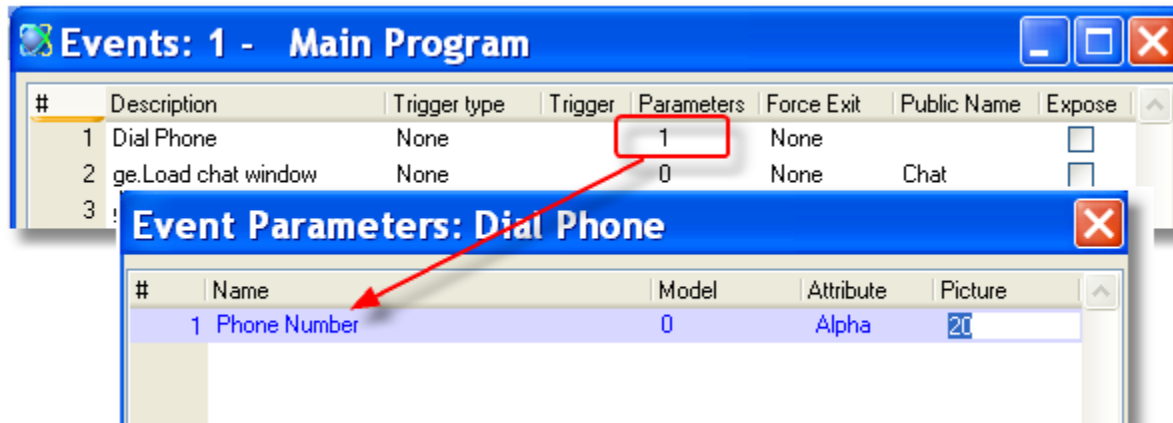 Events: 1 - Main Program
# Description Trigger type Trigger Parameters Force Exit Public Name Expose
1 Dial Phone None 1 None
2 ge.Load chat window None 0 None Chat
3
Event Parameters: Dial Phone
# Name Model Attribute Picture
1 Phone Number 0 Alpha 20